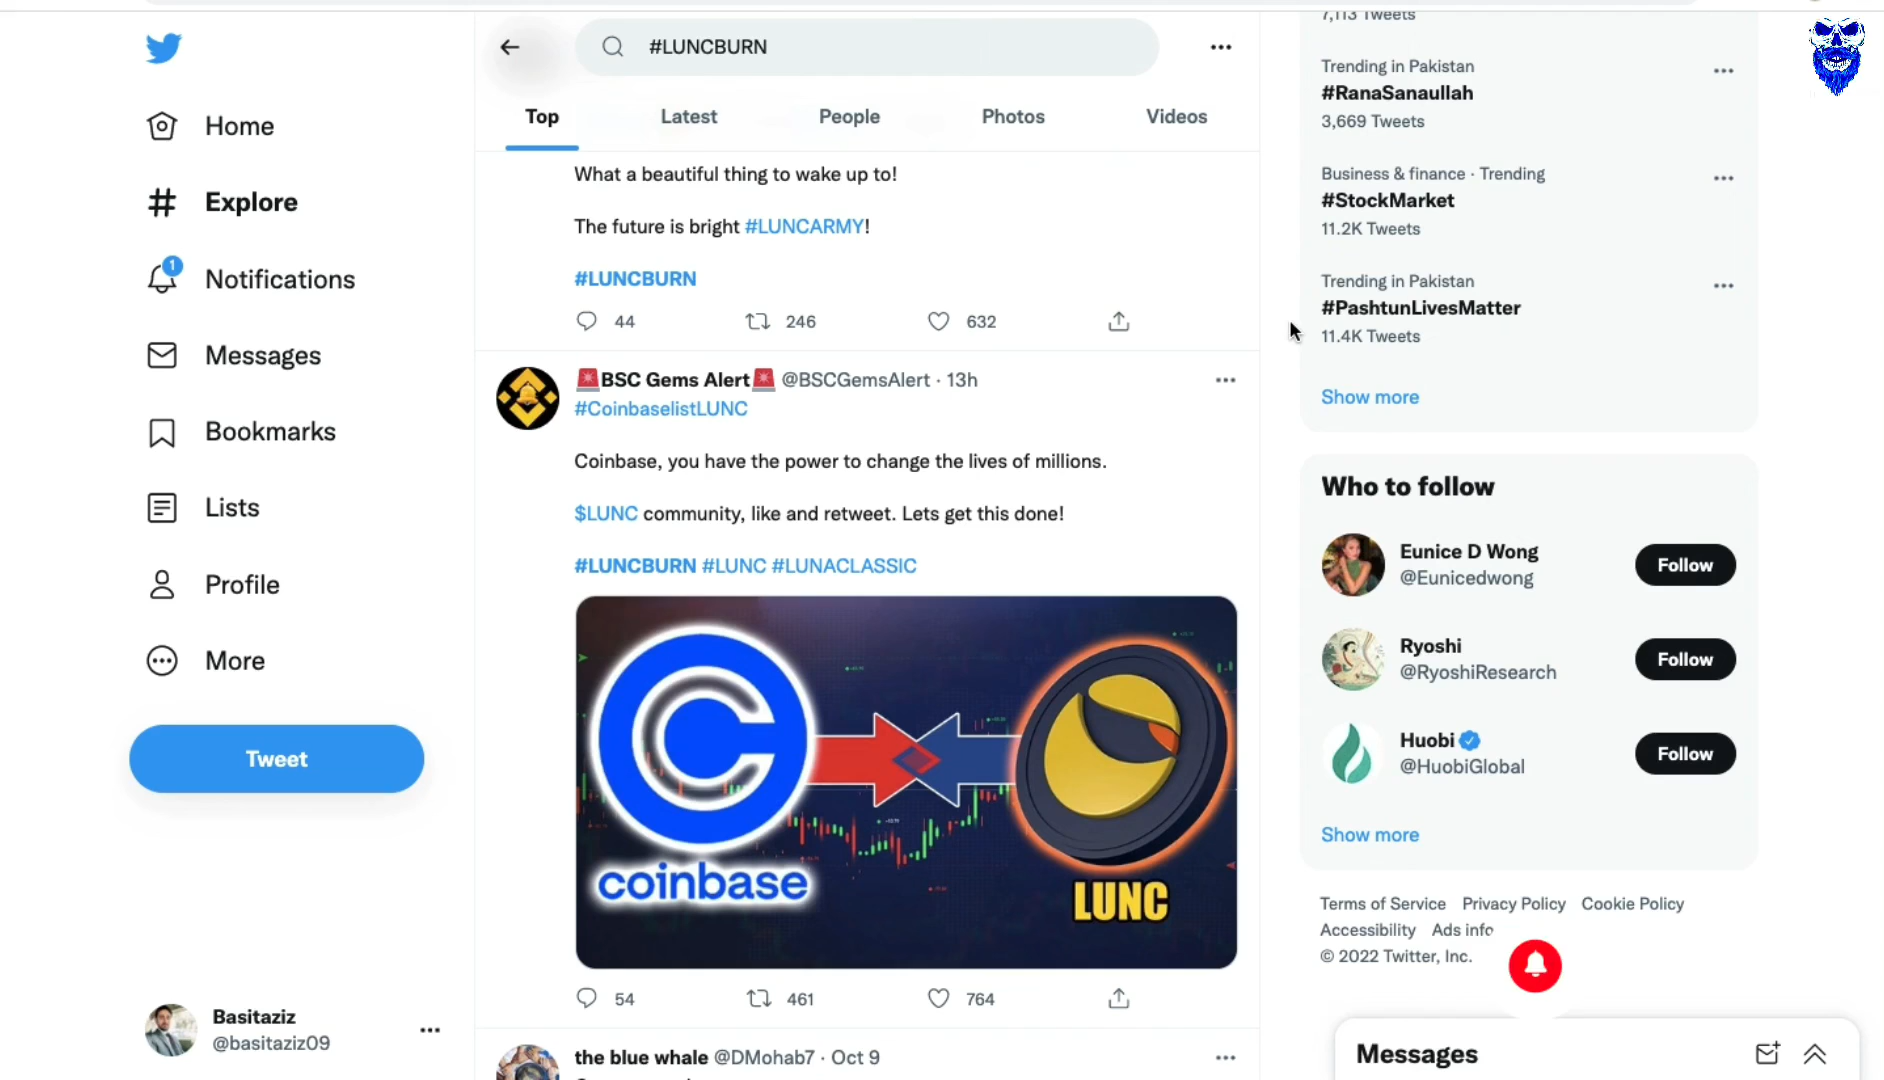 Home
Explore
1
Notifications
Messages
Bookmarks
Lists
Profile
More
Tweet
Basitaziz
@basitaziz09
#LUNCBURN
Top
Latest
People
Photos
Videos
What a beautiful thing to wake up to!
The future is bright #LUNCARMY!
#LUNCBURN
44
246
632
BSC Gems Alert @BSCGemsAlert · 13h
#CoinbaselistLUNC
Coinbase, you have the power to change the lives of millions.
$LUNC community, like and retweet. Lets get this done!
#LUNCBURN #LUNC #LUNACLASSIC
coinbase
LUNC
54
461
764
the blue whale @DMohab7 · Oct 9
7,113 Tweets
Trending in Pakistan
#RanaSanaullah
3,669 Tweets
Business & finance · Trending
#StockMarket
11.2K Tweets
Trending in Pakistan
#PashtunLivesMatter
11.4K Tweets
Show more
Who to follow
Eunice D Wong
@Eunicedwong
Follow
Ryoshi
@RyoshiResearch
Follow
Huobi
@HuobiGlobal
Follow
Show more
Terms of Service Privacy Policy Cookie Policy
Accessibility Ads info
© 2022 Twitter, Inc.
Messages